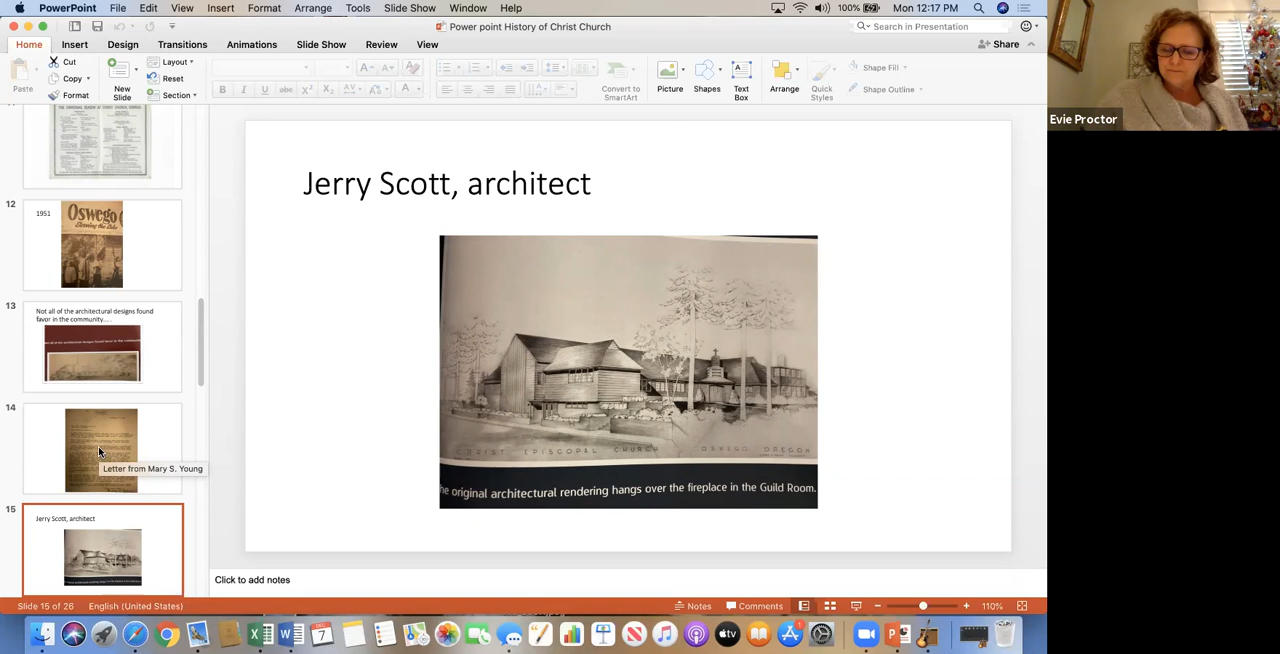 PowerPoint File Edit View Insert Format Arrange Tools Slide Show Window Help 100% Mon 12:17 PM
Power point History of Christ Church
Search in Presentation
Home Insert Design Transitions Animations Slide Show Review View Share
Paste
Cut
Copy
Format
New Slide
Layout
Reset
Section
B I U abc
Convert to SmartArt
Picture
Shapes
Text Box
Arrange
Quick Styles
Shape Fill
Shape Outline
12
1951
Oswego
13
Not all of the architectural designs found
favor in the community....
14
Letter from Mary S. Young
15
Jerry Scott, architect
Jerry Scott, architect
CHRIST EPISCOPAL CHURCH OSWEGO OREGON
he original architectural rendering hangs over the fireplace in the Guild Room.
Click to add notes
Slide 15 of 26 English (United States) Notes Comments 110%
Evie Proctor